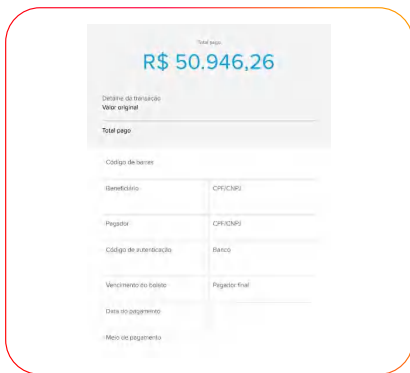 Total pago
R$ 50.946,26
Detalhe da transação
Valor original
Total pago
Código de barras
Beneficiário CPF/CNPJ
Pagador CPF/CNPJ
Código de autenticação Banco
Vencimento do boleto Pagador final
Data do pagamento
Meio de pagamento